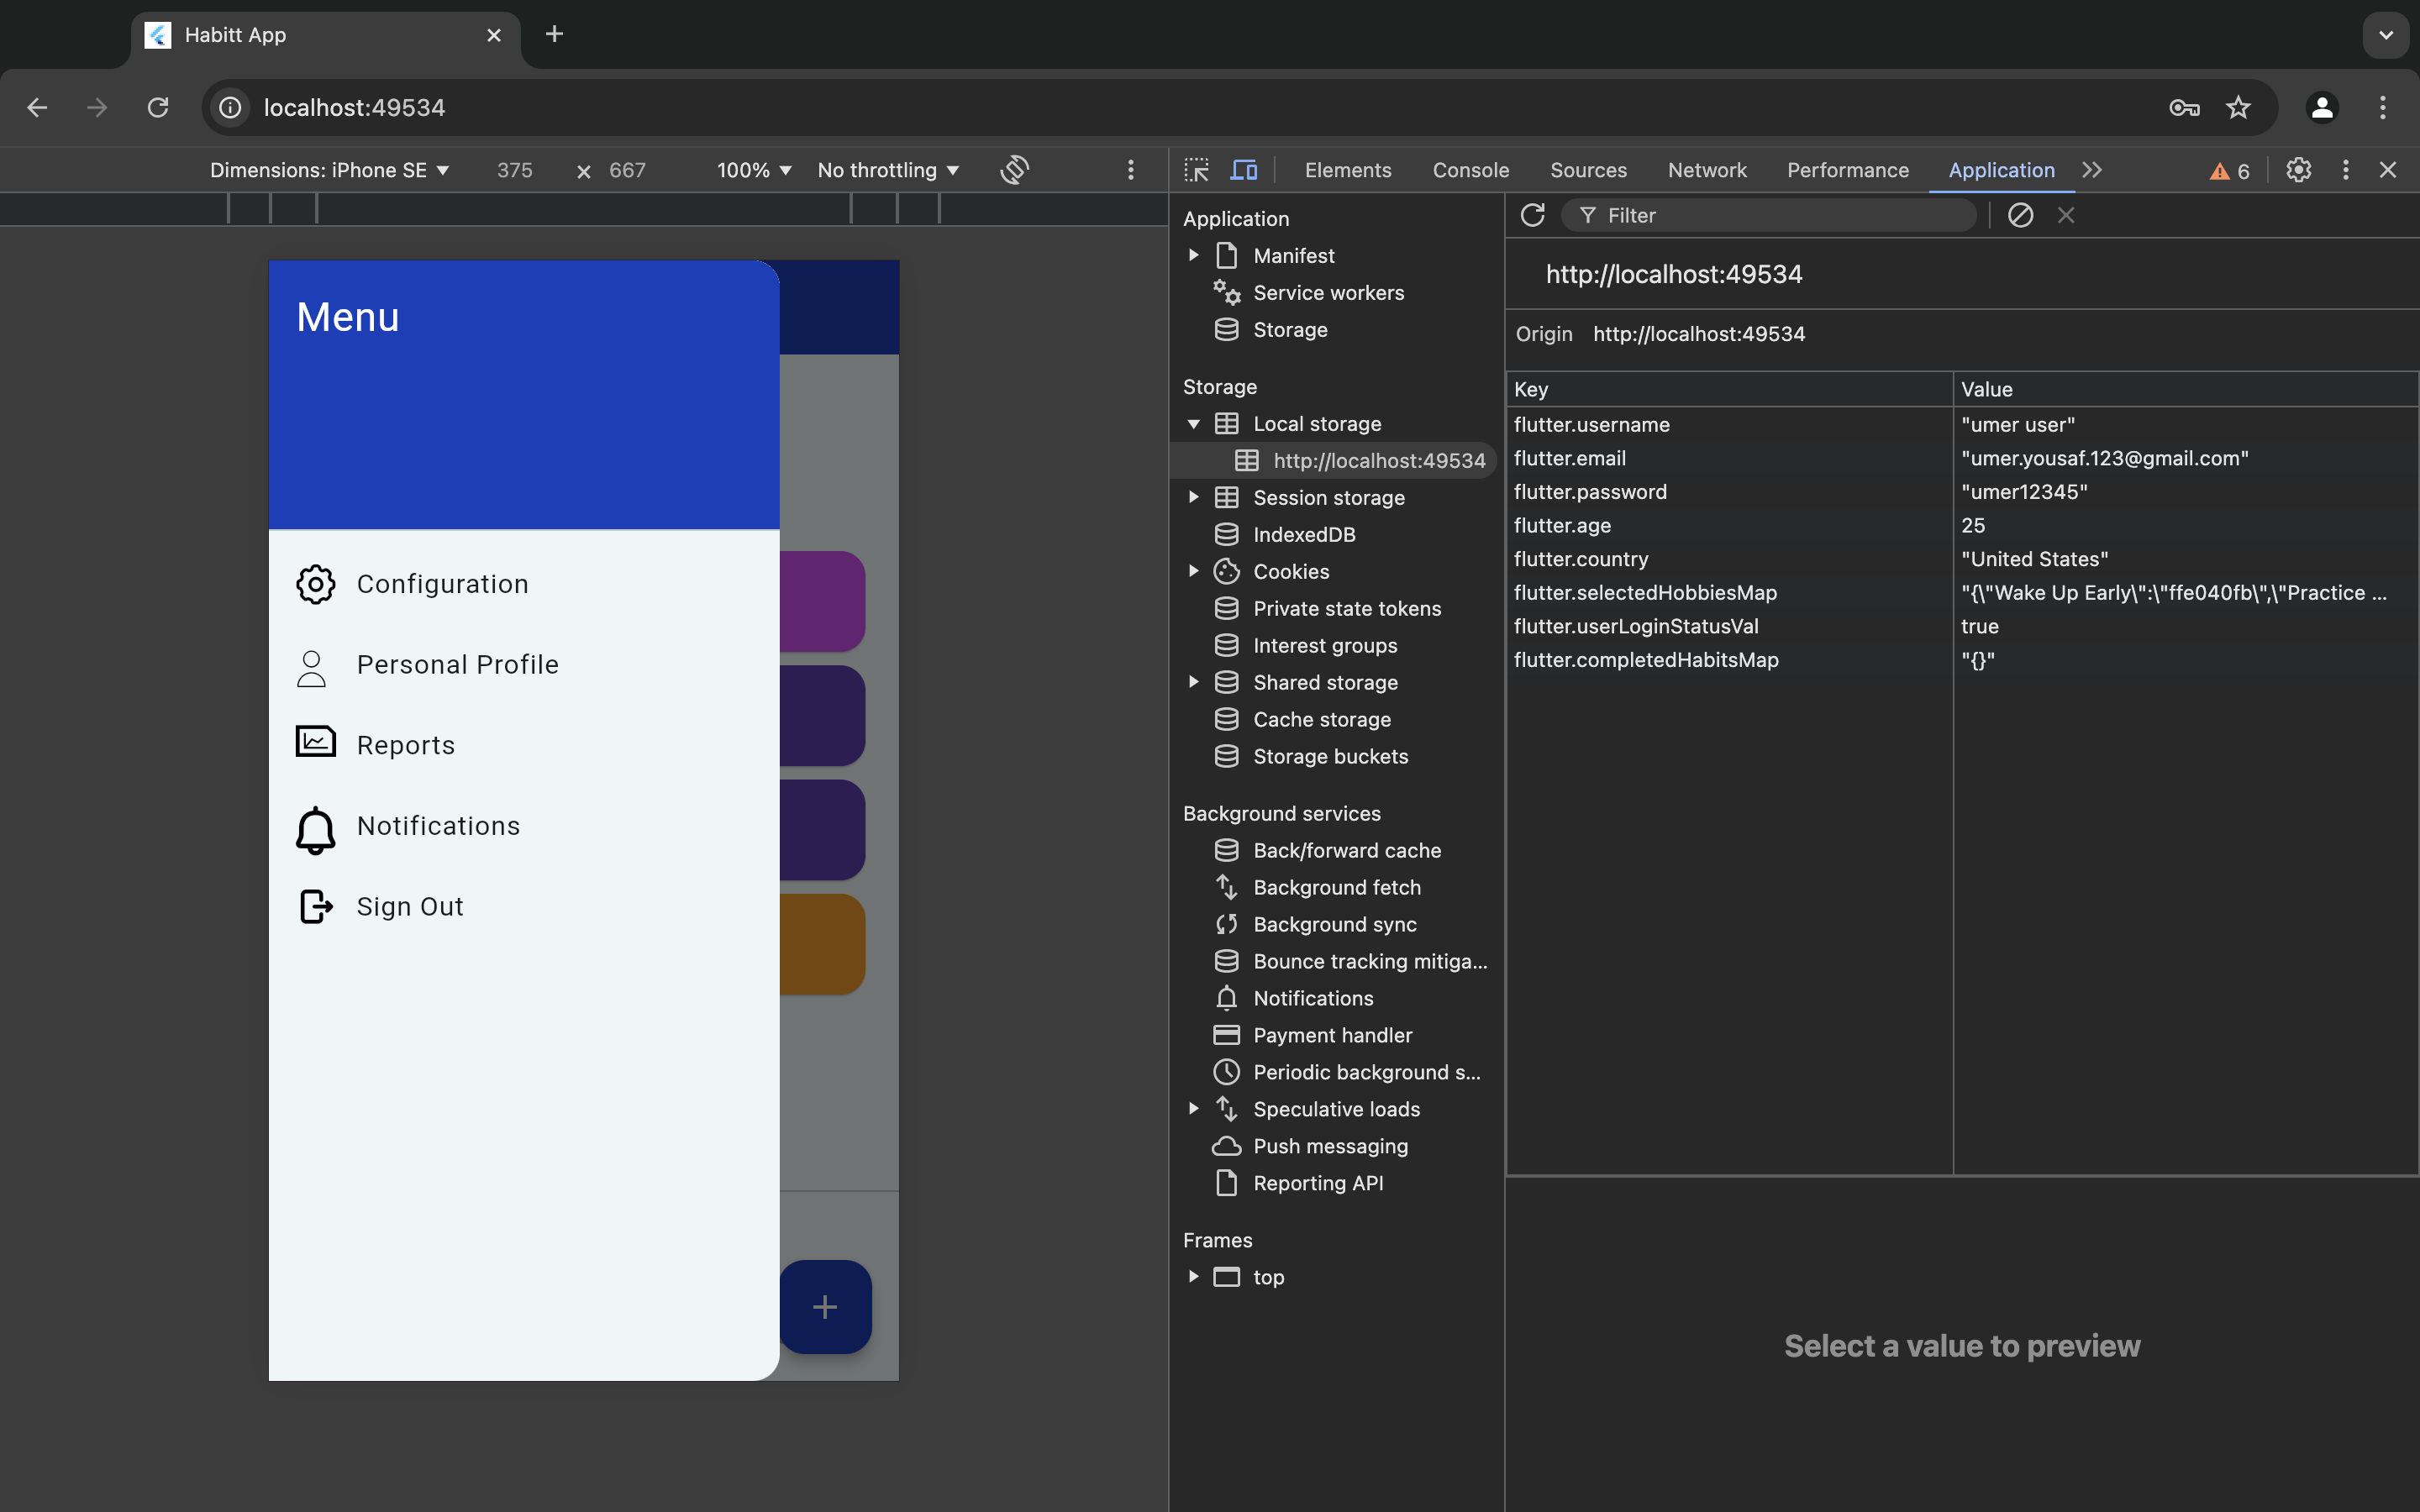 Habitt App
localhost:49534
Dimensions: iPhone SE 375 × 667 100% No throttling
Elements Console Sources Network Performance Application 6
Menu
Configuration
Personal Profile
Reports
Notifications
Sign Out
Application
Manifest
Service workers
Storage
Storage
Local storage
http://localhost:49534
Session storage
IndexedDB
Cookies
Private state tokens
Interest groups
Shared storage
Cache storage
Storage buckets
Background services
Back/forward cache
Background fetch
Background sync
Bounce tracking mitiga...
Notifications
Payment handler
Periodic background s...
Speculative loads
Push messaging
Reporting API
Frames
top
Filter
http://localhost:49534
Origin http://localhost:49534
Key Value
flutter.username "umer user"
flutter.email "umer.yousaf.123@gmail.com"
flutter.password "umer12345"
flutter.age 25
flutter.country "United States"
flutter.selectedHobbiesMap "{\"Wake Up Early\":\"ffe040fb\",\"Practice ...
flutter.userLoginStatusVal true
flutter.completedHabitsMap "{}"
Select a value to preview